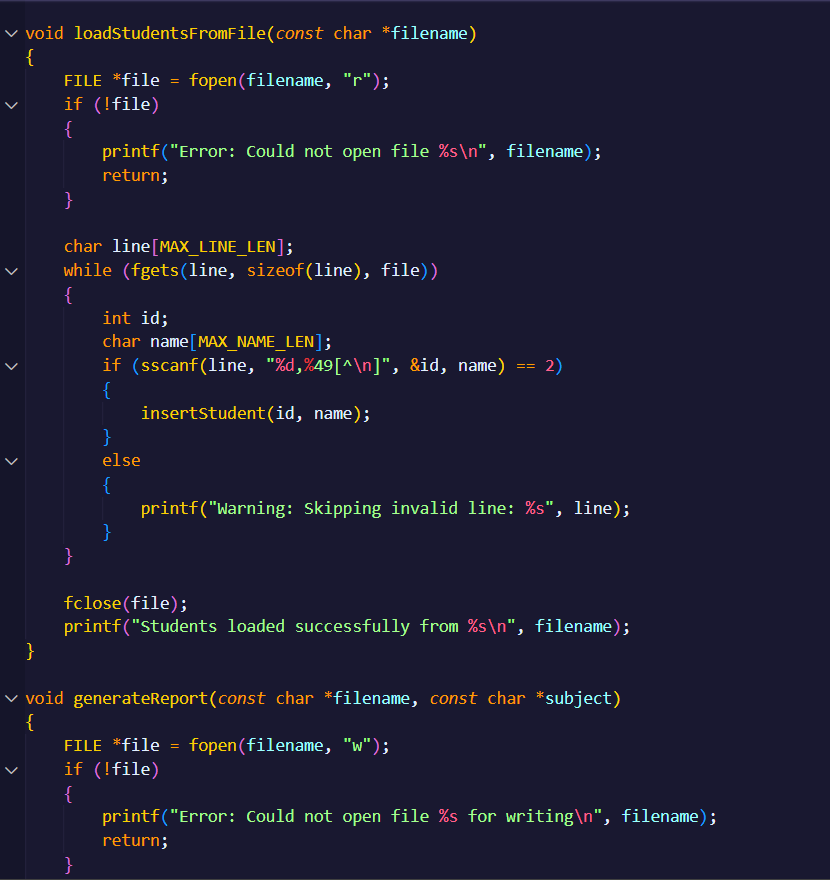 void loadStudentsFromFile(const char *filename)
{
    FILE *file = fopen(filename, "r");
    if (!file)
    {
        printf("Error: Could not open file %s\n", filename);
        return;
    }

    char line[MAX_LINE_LEN];
    while (fgets(line, sizeof(line), file))
    {
        int id;
        char name[MAX_NAME_LEN];
        if (sscanf(line, "%d,%49[^\n]", &id, name) == 2)
        {
            insertStudent(id, name);
        }
        else
        {
            printf("Warning: Skipping invalid line: %s", line);
        }
    }

    fclose(file);
    printf("Students loaded successfully from %s\n", filename);
}

void generateReport(const char *filename, const char *subject)
{
    FILE *file = fopen(filename, "w");
    if (!file)
    {
        printf("Error: Could not open file %s for writing\n", filename);
        return;
    }